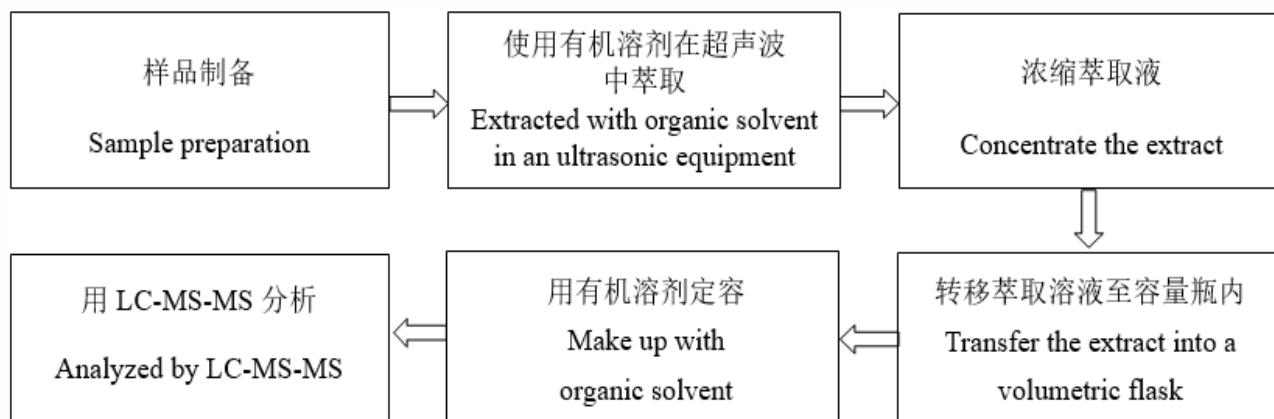 样品制备
Sample preparation
使用有机溶剂在超声波
中萃取
Extracted with organic solvent
in an ultrasonic equipment
浓缩萃取液
Concentrate the extract
转移萃取溶液至容量瓶内
Transfer the extract into a
volumetric flask
用有机溶剂定容
Make up with
organic solvent
用 LC-MS-MS 分析
Analyzed by LC-MS-MS